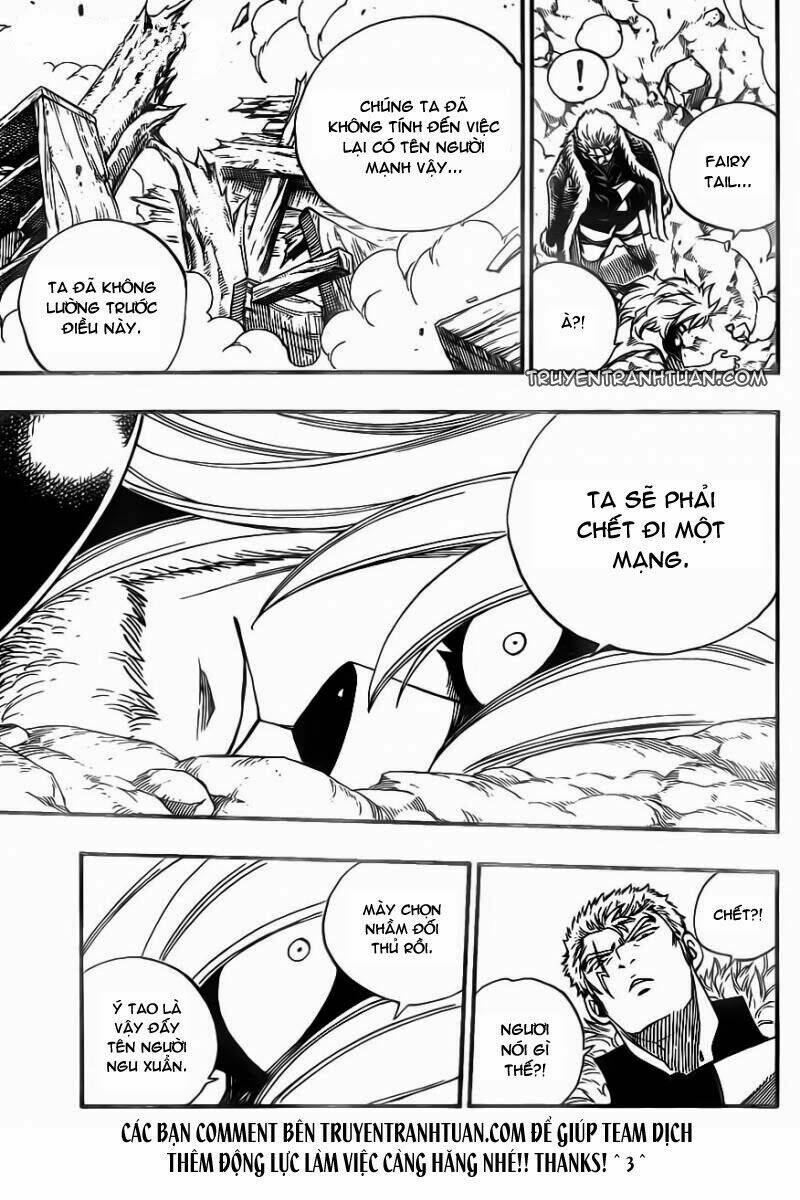 !
FAIRY
TAIL...
À?!
TRUYENTRANHTUAN.COM
CHÚNG TA ĐÃ
KHÔNG TÍNH ĐẾN VIỆC
LẠI CÓ TÊN NGƯỜI
MẠNH VẬY...
TA ĐÃ KHÔNG
LƯỜNG TRƯỚC
ĐIỀU NÀY.
TA SẼ PHẢI
CHẾT ĐI MỘT
MẠNG.
CHẾT?!
NGƯƠI
NÓI GÌ
THẾ?!
MÀY CHỌN
NHẦM ĐỐI
THỦ RỒI.
Ý TAO LÀ
VẬY ĐẤY
TÊN NGƯỜI
NGU XUẨN.
CÁC BẠN COMMENT BÊN TRUYENTRANHTUAN.COM ĐỂ GIÚP TEAM DỊCH
THÊM ĐỘNG LỰC LÀM VIỆC CÀNG HĂNG NHÉ!! THANKS! ^3^